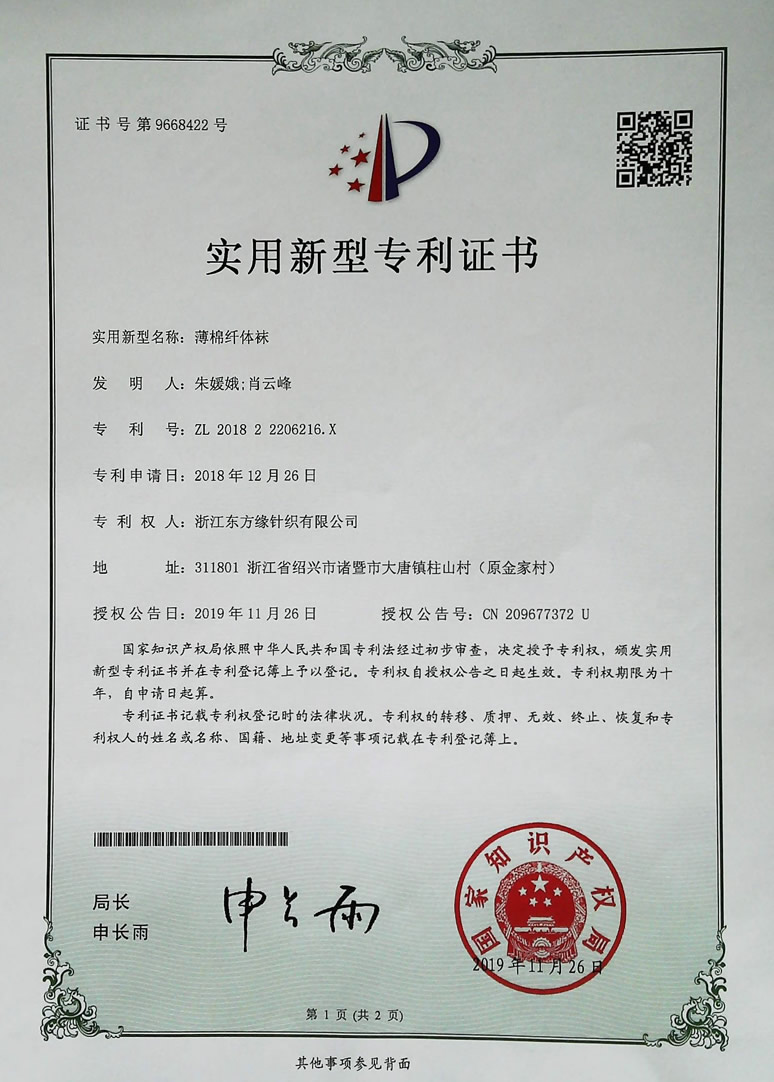 证书号第9668422号
实用新型专利证书
实用新型名称：薄棉纤体袜
发明人：朱媛娥;肖云峰
专利号：ZL 2018 2 2206216.X
专利申请日：2018年12月26日
专利权人：浙江东方缘针织有限公司
地址：311801 浙江省绍兴市诸暨市大唐镇柱山村（原金家村）
授权公告日：2019年11月26日 授权公告号：CN 209677372 U
国家知识产权局依照中华人民共和国专利法经过初步审查，决定授予专利权，颁发实用
新型专利证书并在专利登记簿上予以登记。专利权自授权公告之日起生效。专利权期限为十
年，自申请日起算。
专利证书记载专利权登记时的法律状况。专利权的转移、质押、无效、终止、恢复和专
利权人的姓名或名称、国籍、地址变更等事项记载在专利登记簿上。
局长
申长雨
申长雨
国家知识产权局
2019年11月26日
第1页(共2页)
其他事项参见背面